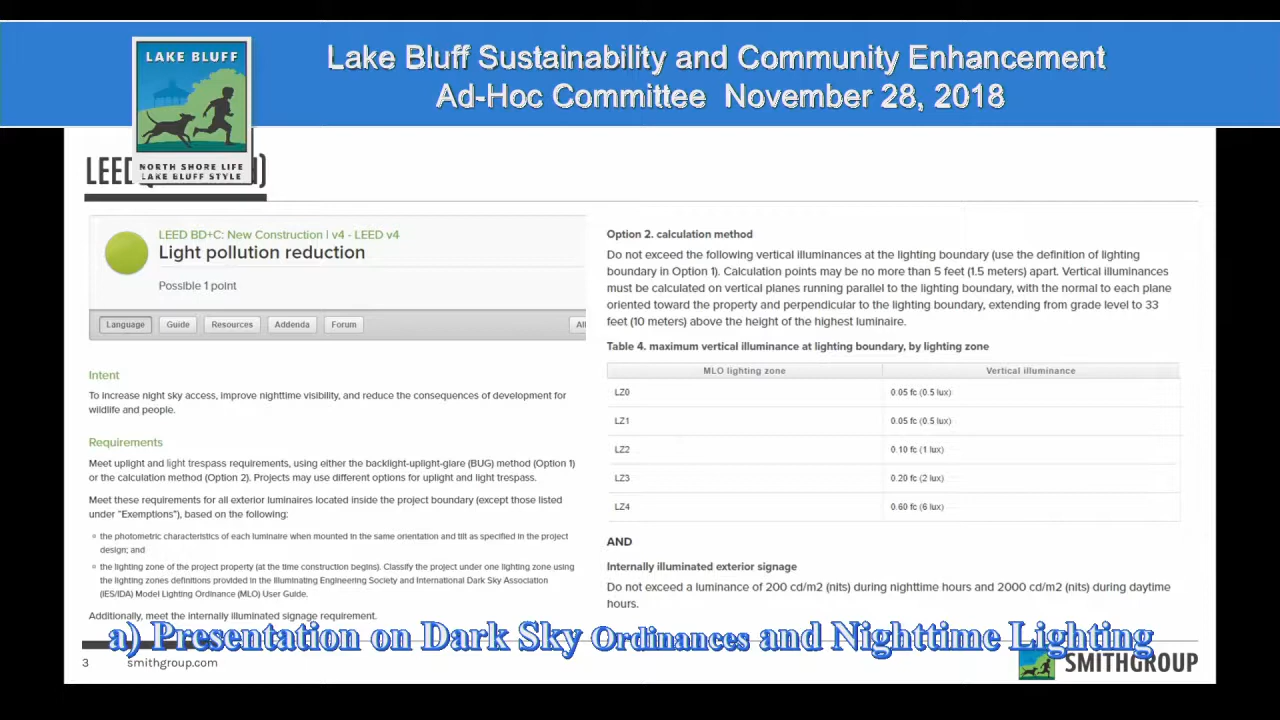 Lake Bluff Sustainability and Community Enhancement
Ad-Hoc Committee November 28, 2018
LAKE BLUFF
NORTH SHORE LIFE
LAKE BLUFF STYLE
LEED
LEED BD+C: New Construction | v4 - LEED v4
Light pollution reduction
Possible 1 point
Language Guide Resources Addenda Forum All
Intent
To increase night sky access, improve nighttime visibility, and reduce the consequences of development for
wildlife and people.
Requirements
Meet uplight and light trespass requirements, using either the backlight-uplight-glare (BUG) method (Option 1)
or the calculation method (Option 2). Projects may use different options for uplight and light trespass.
Meet these requirements for all exterior luminaires located inside the project boundary (except those listed
under "Exemptions"), based on the following:
the photometric characteristics of each luminaire when mounted in the same orientation and tilt as specified in the project
design; and
the lighting zone of the project property (at the time construction begins). Classify the project under one lighting zone using
the lighting zones definitions provided in the Illuminating Engineering Society and International Dark Sky Association
(IES/IDA) Model Lighting Ordinance (MLO) User Guide.
Additionally, meet the internally illuminated signage requirement.
Option 2. calculation method
Do not exceed the following vertical illuminances at the lighting boundary (use the definition of lighting
boundary in Option 1). Calculation points may be no more than 5 feet (1.5 meters) apart. Vertical illuminances
must be calculated on vertical planes running parallel to the lighting boundary, with the normal to each plane
oriented toward the property and perpendicular to the lighting boundary, extending from grade level to 33
feet (10 meters) above the height of the highest luminaire.
Table 4. maximum vertical illuminance at lighting boundary, by lighting zone
MLO lighting zone Vertical illuminance
LZ0 0.05 fc (0.5 lux)
LZ1 0.05 fc (0.5 lux)
LZ2 0.10 fc (1 lux)
LZ3 0.20 fc (2 lux)
LZ4 0.60 fc (6 lux)
AND
Internally illuminated exterior signage
Do not exceed a luminance of 200 cd/m2 (nits) during nighttime hours and 2000 cd/m2 (nits) during daytime
hours.
a) Presentation on Dark Sky Ordinances and Nighttime Lighting
3 smithgroup.com
SMITHGROUP